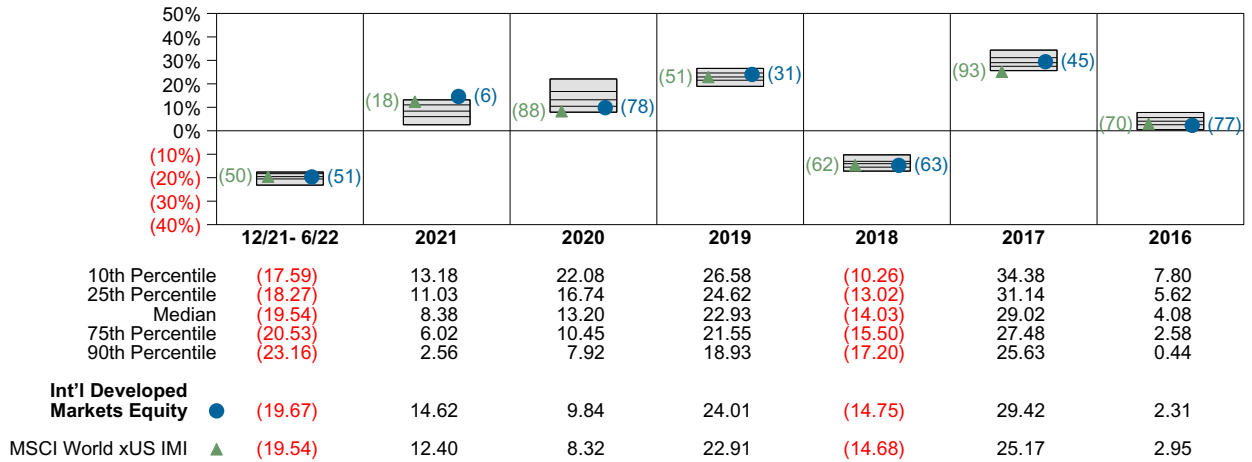 50%
40%
30%
20%
10%
0%
(10%)
(20%)
(30%)
(40%)
(50) (51)
(18) (6)
(88) (78)
(51) (31)
(62) (63)
(93) (45)
(70) (77)
12/21- 6/22 2021 2020 2019 2018 2017 2016
10th Percentile (17.59) 13.18 22.08 26.58 (10.26) 34.38 7.80
25th Percentile (18.27) 11.03 16.74 24.62 (13.02) 31.14 5.62
Median (19.54) 8.38 13.20 22.93 (14.03) 29.02 4.08
75th Percentile (20.53) 6.02 10.45 21.55 (15.50) 27.48 2.58
90th Percentile (23.16) 2.56 7.92 18.93 (17.20) 25.63 0.44
Int'l Developed
Markets Equity (19.67) 14.62 9.84 24.01 (14.75) 29.42 2.31
MSCI World xUS IMI (19.54) 12.40 8.32 22.91 (14.68) 25.17 2.95